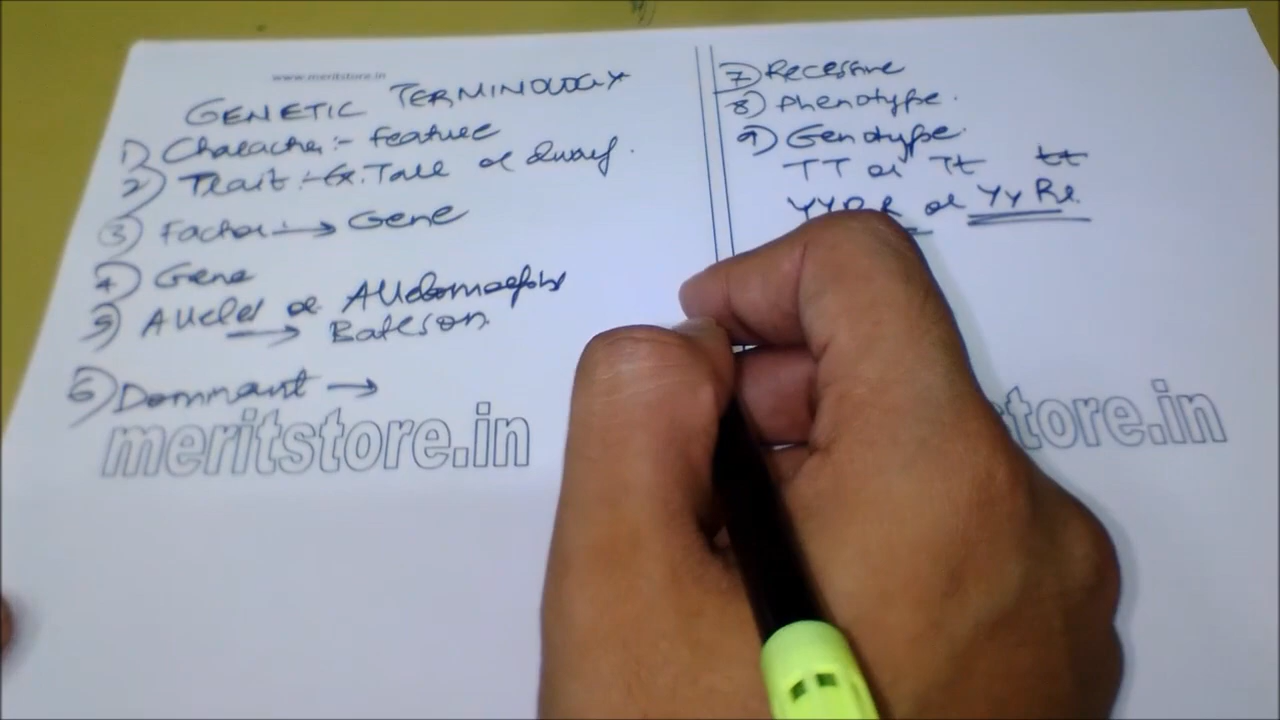 www.meritstore.in
GENETIC TERMINOLOGY
1) Character :- Feature
2) Trait :- Ex. Tall or dwarf.
3) Factor :→ Gene
4) Gene
5) Alleles or Allelomorphs
→ Bateson.
6) Dominant →
meritstore.in
7) Recessive
8) Phenotype.
9) Genotype.
TT or Tt tt
or YyRr.
store.in